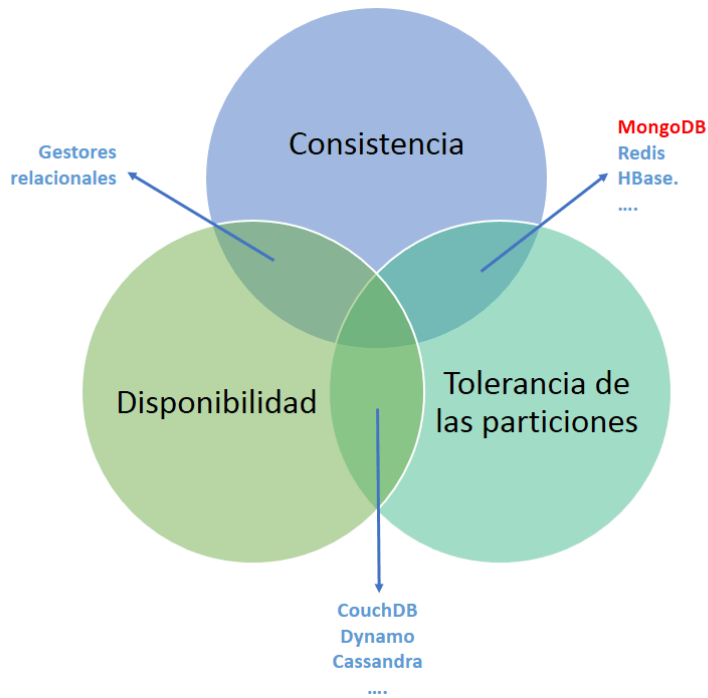 Consistencia
Gestores
relacionales
MongoDB
Redis
HBase.
....
Disponibilidad
Tolerancia de
las particiones
CouchDB
Dynamo
Cassandra
....